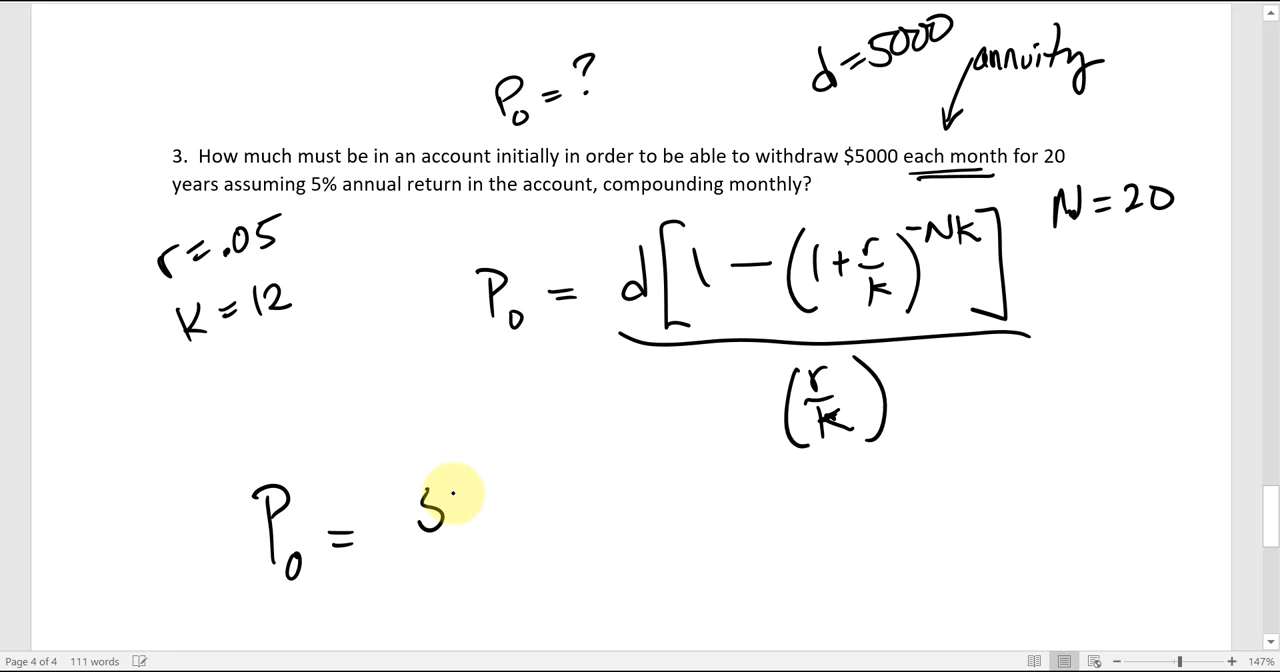 P₀ = ?
d = 5000
annuity
3. How much must be in an account initially in order to be able to withdraw $5000 each month for 20
years assuming 5% annual return in the account, compounding monthly?
r = .05
K = 12
N = 20
P₀ = d[1 - (1 + r/k)^-Nk] / (r/k)
P₀ = 5
Page 4 of 4 111 words 147%